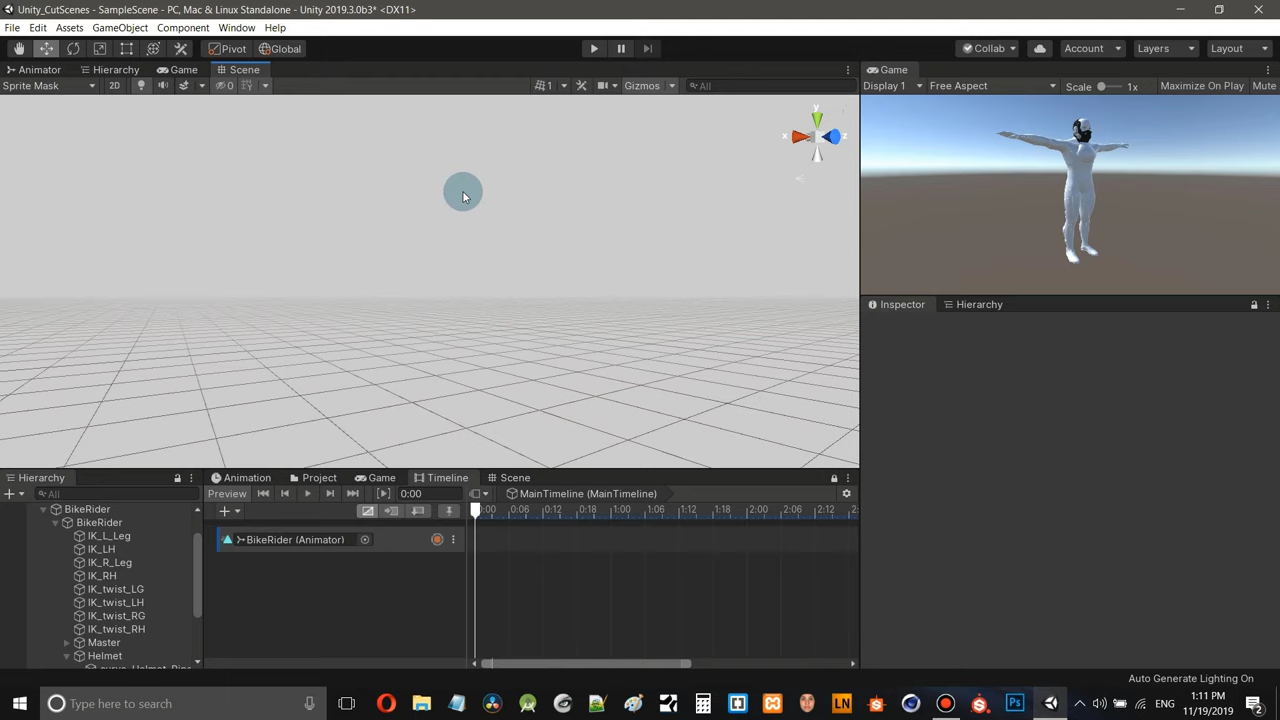 Unity_CutScenes - SampleScene - PC, Mac & Linux Standalone - Unity 2019.3.0b3* <DX11>
File Edit Assets GameObject Component Window Help
Pivot Global Collab Account Layers Layout
Animator Hierarchy Game Scene
Sprite Mask 2D 0 1 Gizmos All
y
x z
Game
Display 1 Free Aspect Scale 1x Maximize On Play Mute
Inspector Hierarchy
Hierarchy
All
BikeRider
BikeRider
IK_L_Leg
IK_LH
IK_R_Leg
IK_RH
IK_twist_LG
IK_twist_LH
IK_twist_RG
IK_twist_RH
Master
Helmet
Animation Project Game Timeline Scene
Preview 0:00 MainTimeline (MainTimeline)
0:00 0:06 0:12 0:18 1:00 1:06 1:12 1:18 2:00 2:06 2:12
BikeRider (Animator)
Auto Generate Lighting On
Type here to search
LN Ps
ENG
1:11 PM
11/19/2019
2